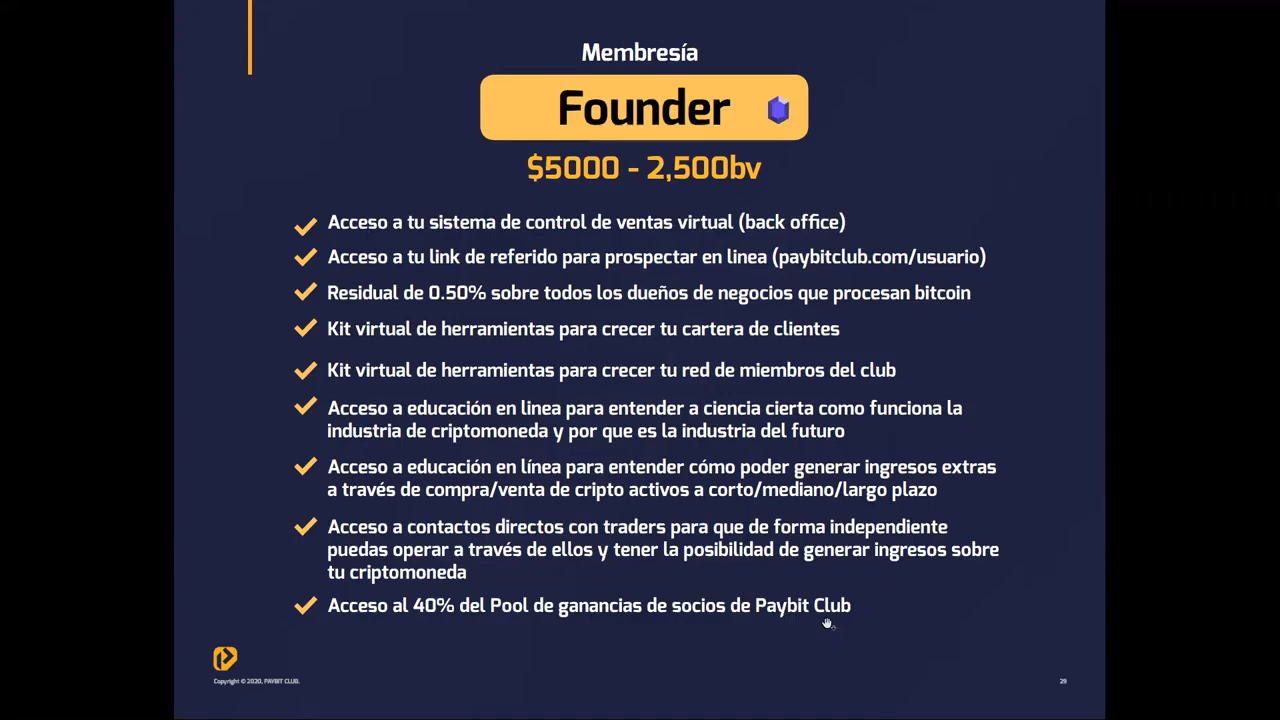 Membresía
Founder
$5000 - 2,500bv
Acceso a tu sistema de control de ventas virtual (back office)
Acceso a tu link de referido para prospectar en linea (paybitclub.com/usuario)
Residual de 0.50% sobre todos los dueños de negocios que procesan bitcoin
Kit virtual de herramientas para crecer tu cartera de clientes
Kit virtual de herramientas para crecer tu red de miembros del club
Acceso a educación en linea para entender a ciencia cierta como funciona la
industria de criptomoneda y por que es la industria del futuro
Acceso a educación en línea para entender cómo poder generar ingresos extras
a través de compra/venta de cripto activos a corto/mediano/largo plazo
Acceso a contactos directos con traders para que de forma independiente
puedas operar a través de ellos y tener la posibilidad de generar ingresos sobre
tu criptomoneda
Acceso al 40% del Pool de ganancias de socios de Paybit Club
Copyright © 2020, PAYBIT CLUB.
29